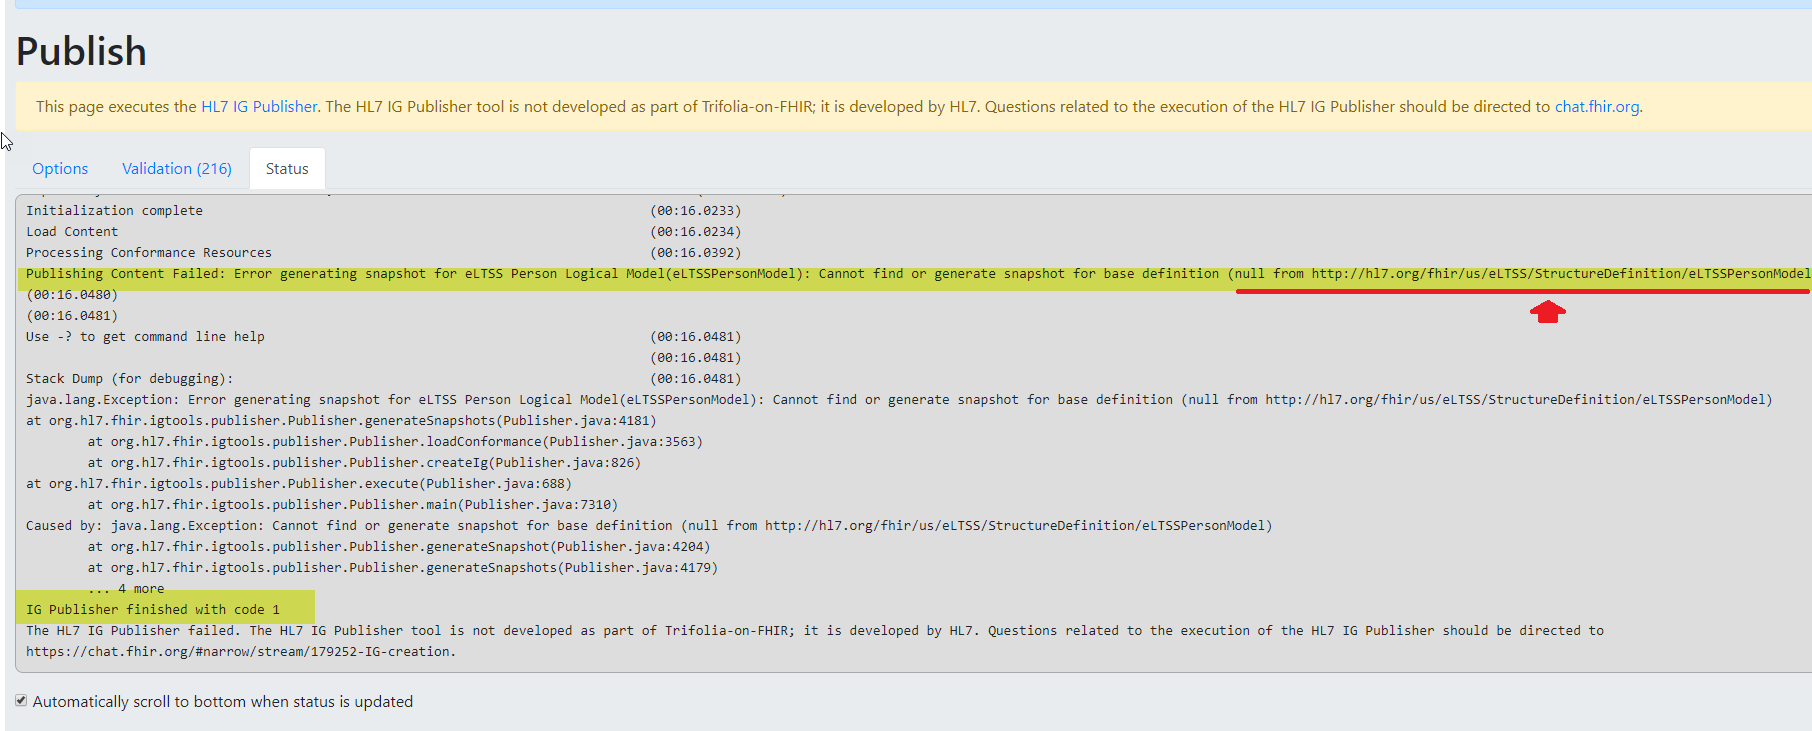 Publish
This page executes the HL7 IG Publisher. The HL7 IG Publisher tool is not developed as part of Trifolia-on-FHIR; it is developed by HL7. Questions related to the execution of the HL7 IG Publisher should be directed to chat.fhir.org.
Options Validation (216) Status
Initialization complete (00:16.0233)
Load Content (00:16.0234)
Processing Conformance Resources (00:16.0392)
Publishing Content Failed: Error generating snapshot for eLTSS Person Logical Model(eLTSSPersonModel): Cannot find or generate snapshot for base definition (null from http://hl7.org/fhir/us/eLTSS/StructureDefinition/eLTSSPersonModel
(00:16.0480)
(00:16.0481)
Use -? to get command line help (00:16.0481)
(00:16.0481)
Stack Dump (for debugging): (00:16.0481)
java.lang.Exception: Error generating snapshot for eLTSS Person Logical Model(eLTSSPersonModel): Cannot find or generate snapshot for base definition (null from http://hl7.org/fhir/us/eLTSS/StructureDefinition/eLTSSPersonModel)
at org.hl7.fhir.igtools.publisher.Publisher.generateSnapshots(Publisher.java:4181)
at org.hl7.fhir.igtools.publisher.Publisher.loadConformance(Publisher.java:3563)
at org.hl7.fhir.igtools.publisher.Publisher.createIg(Publisher.java:826)
at org.hl7.fhir.igtools.publisher.Publisher.execute(Publisher.java:688)
at org.hl7.fhir.igtools.publisher.Publisher.main(Publisher.java:7310)
Caused by: java.lang.Exception: Cannot find or generate snapshot for base definition (null from http://hl7.org/fhir/us/eLTSS/StructureDefinition/eLTSSPersonModel)
at org.hl7.fhir.igtools.publisher.Publisher.generateSnapshot(Publisher.java:4204)
at org.hl7.fhir.igtools.publisher.Publisher.generateSnapshots(Publisher.java:4179)
... 4 more
IG Publisher finished with code 1
The HL7 IG Publisher failed. The HL7 IG Publisher tool is not developed as part of Trifolia-on-FHIR; it is developed by HL7. Questions related to the execution of the HL7 IG Publisher should be directed to
https://chat.fhir.org/#narrow/stream/179252-IG-creation.
Automatically scroll to bottom when status is updated